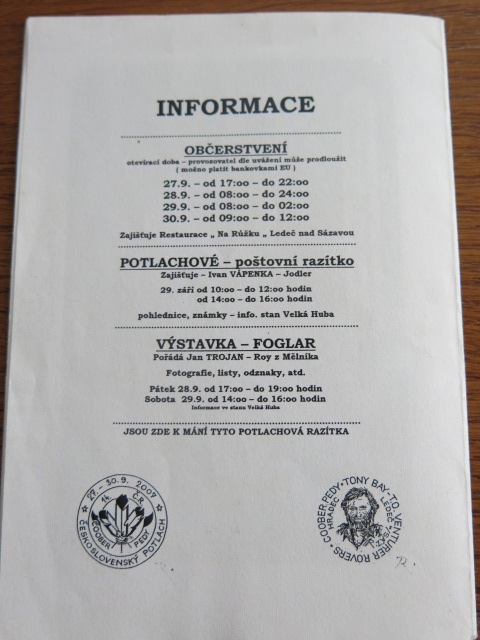 INFORMACE
OBČERSTVENÍ
otevírací doba – provozovatel dle uvážení může prodloužit
( možno platit bankovkami EU )
27.9. – od 17:00 – do 22:00
28.9. – od 08:00 – do 24:00
29.9. – od 08:00 – do 02:00
30.9. – od 09:00 – do 12:00
Zajišťuje Restaurace „ Na Růžku „ Ledeč nad Sázavou
POTLACHOVÉ – poštovní razítko
Zajišťuje – Ivan VÁPENKA – Jodler
29. září od 10:00 – do 12:00 hodin
od 14:00 – do 16:00 hodin
pohlednice, známky – info. stan Velká Huba
VÝSTAVKA – FOGLAR
Pořádá Jan TROJAN – Roy z Mělníka
Fotografie, listy, odznaky, atd.
Pátek 28.9. od 17:00 – do 19:00 hodin
Sobota 29.9. od 14:00 – do 16:00 hodin
Informace ve stanu Velká Huba
JSOU ZDE K MÁNÍ TYTO POTLACHOVÁ RAZÍTKA
27. – 30.9. 2007
14 Č.R.
COOBER PEDY
ČESKOSLOVENSKÝ POTLACH
COOBER PEDY · TONY BAY – T.O. VENTURER ROVERS ·
HRADEC
LEDEČ